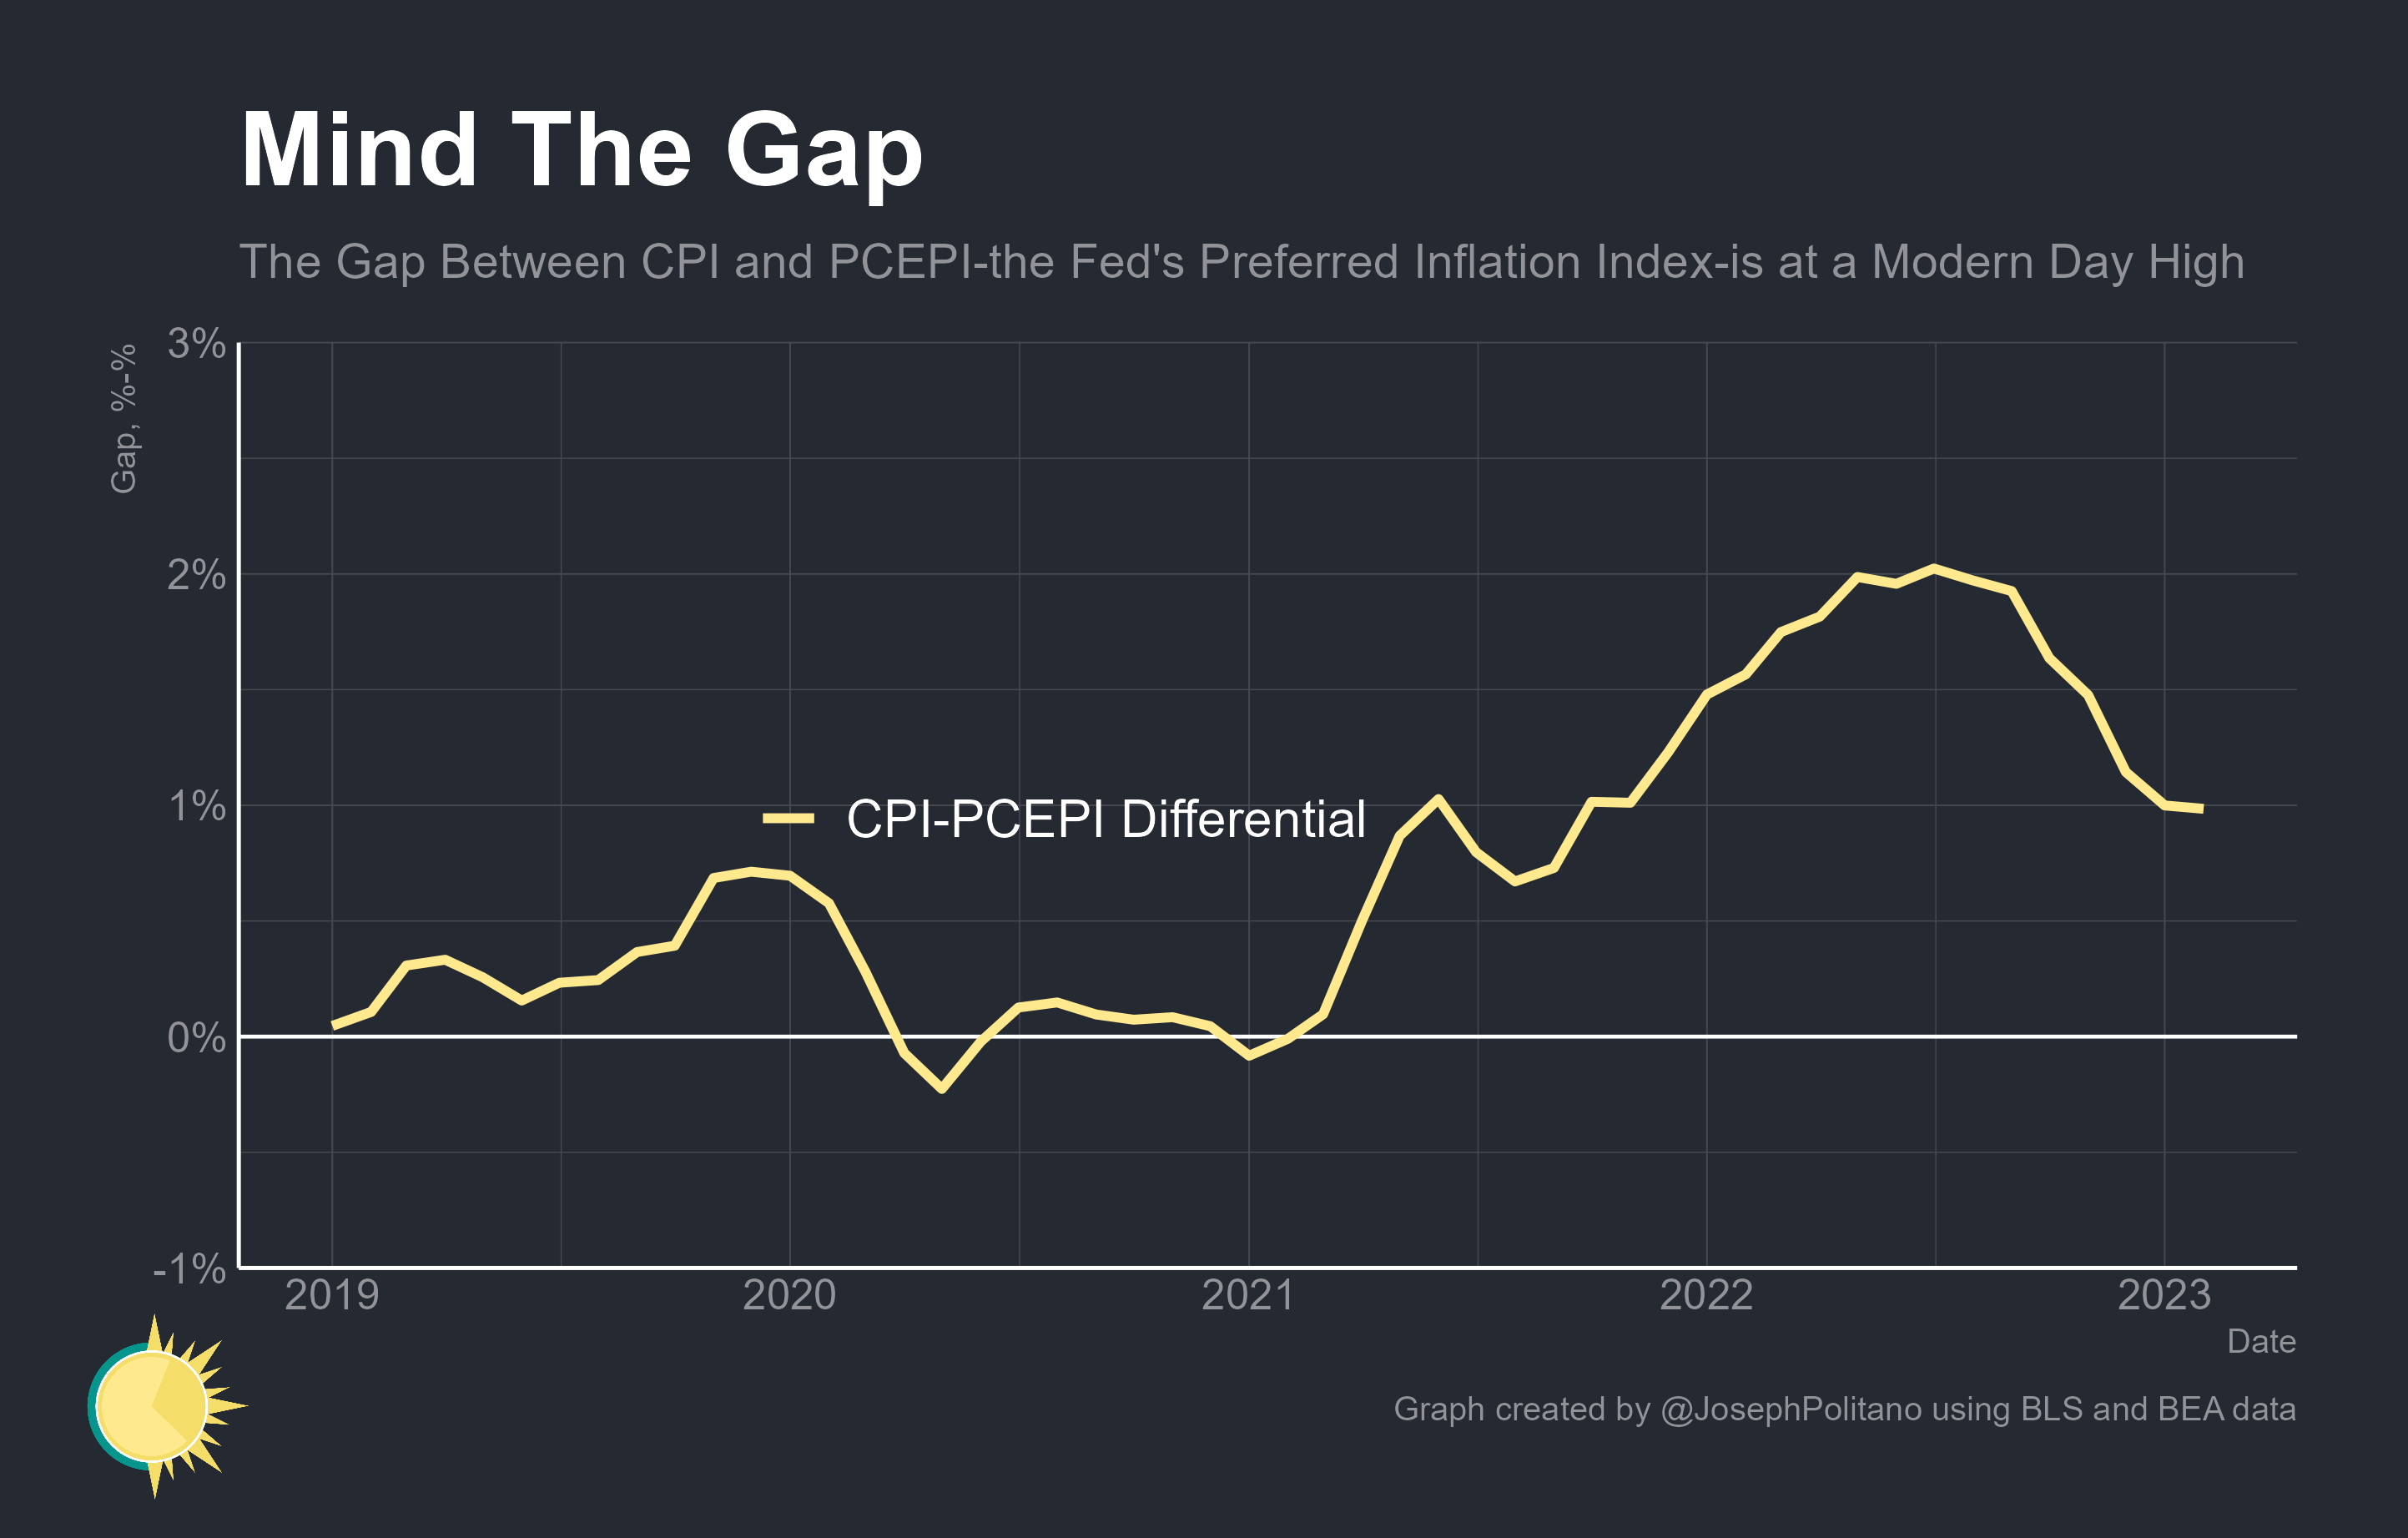 Mind The Gap
The Gap Between CPI and PCEPI-the Fed's Preferred Inflation Index-is at a Modern Day High
Gap, %-%
3%
2%
1%
0%
-1%
CPI-PCEPI Differential
2019 2020 2021 2022 2023
Date
Graph created by @JosephPolitano using BLS and BEA data